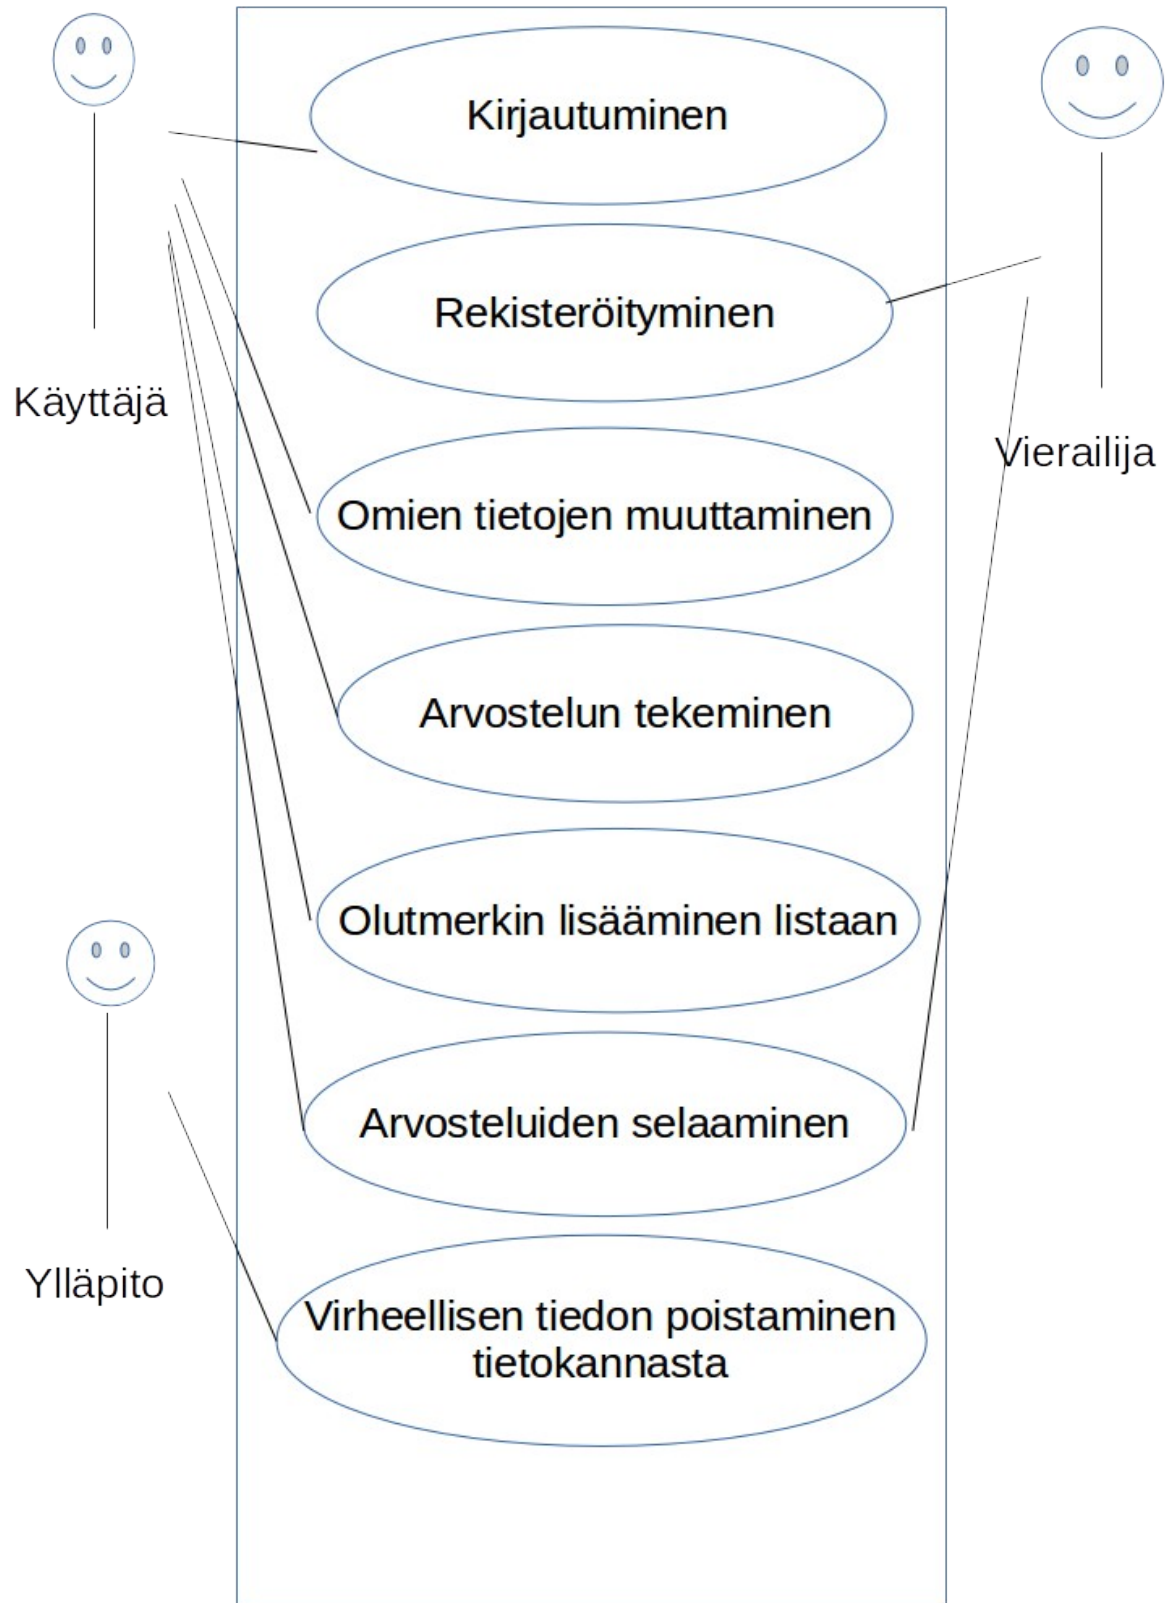 Kirjautuminen
Rekisteröityminen
Käyttäjä
Vierailija
Omien tietojen muuttaminen
Arvostelun tekeminen
Olutmerkin lisääminen listaan
Arvosteluiden selaaminen
Ylläpito
Virheellisen tiedon poistaminen
tietokannasta